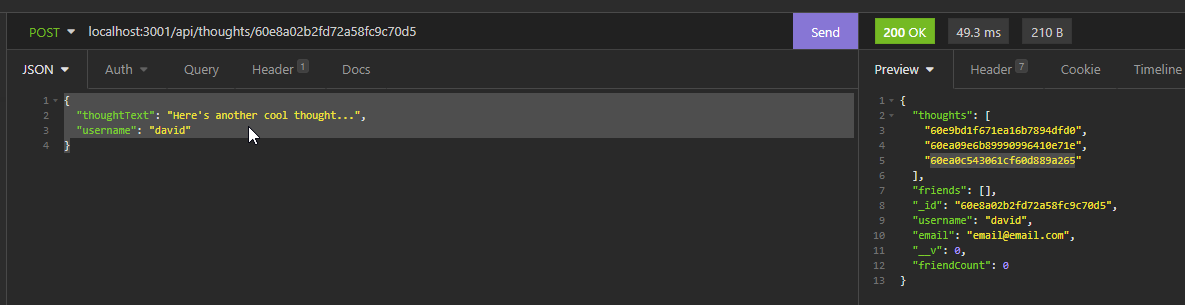 POST localhost:3001/api/thoughts/60e8a02b2fd72a58fc9c70d5 Send 200 OK 49.3 ms 210 B
JSON Auth Query Header 1 Docs Preview Header 7 Cookie Timeline
1 {
2 "thoughtText": "Here's another cool thought...",
3 "username": "david"
4 }
1 {
2 "thoughts": [
3 "60e9bd1f671ea16b7894dfd0",
4 "60ea09e6b89990996410e71e",
5 "60ea0c543061cf60d889a265"
6 ],
7 "friends": [],
8 "_id": "60e8a02b2fd72a58fc9c70d5",
9 "username": "david",
10 "email": "email@email.com",
11 "__v": 0,
12 "friendCount": 0
13 }